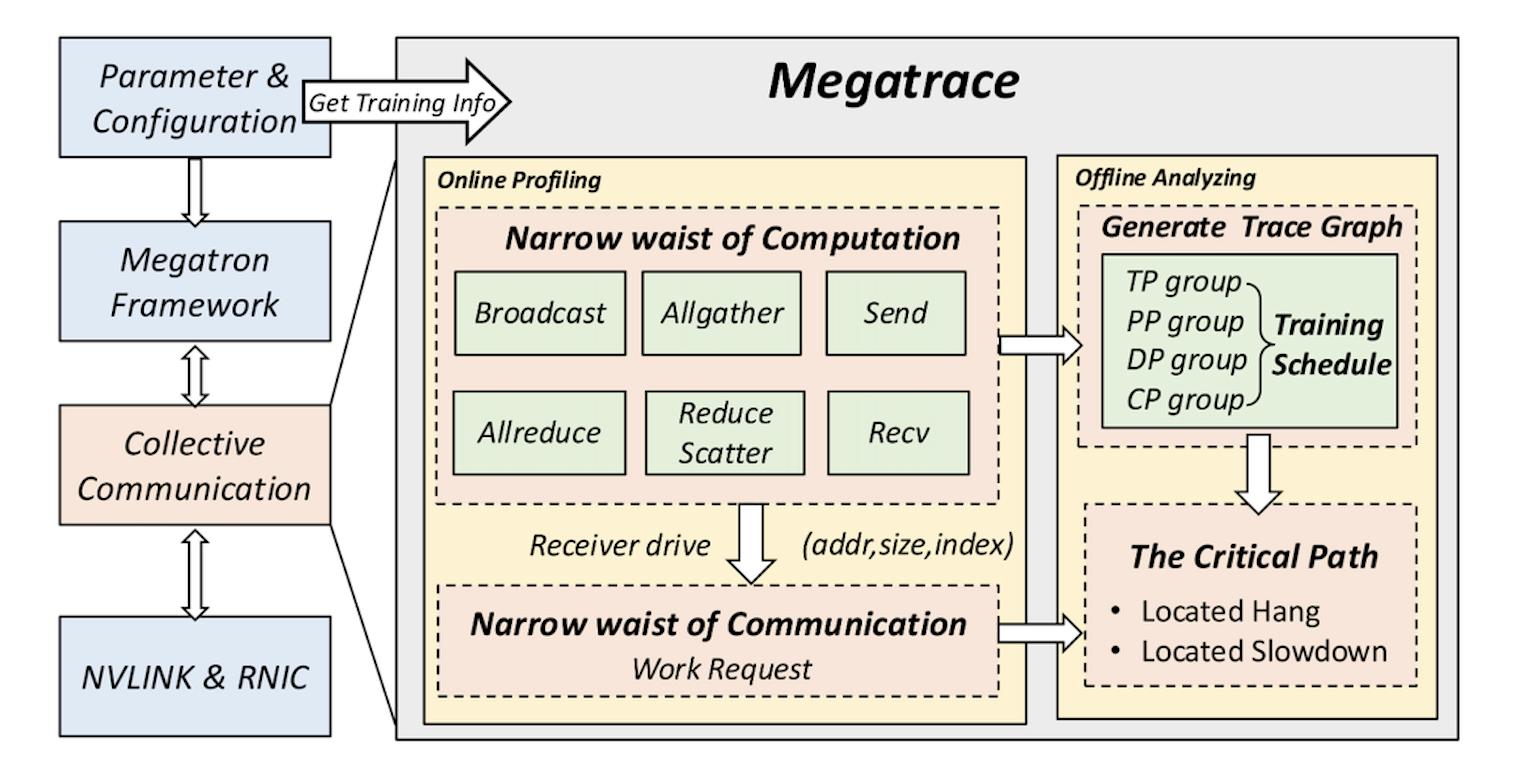 Parameter &
Configuration
Get Training Info
Megatron
Framework
Collective
Communication
NVLINK & RNIC
Megatrace
Online Profiling
Narrow waist of Computation
Broadcast
Allgather
Send
Allreduce
Reduce
Scatter
Recv
Receiver drive
(addr,size,index)
Narrow waist of Communication
Work Request
Offline Analyzing
Generate Trace Graph
TP group
PP group
DP group
CP group
Training
Schedule
The Critical Path
• Located Hang
• Located Slowdown